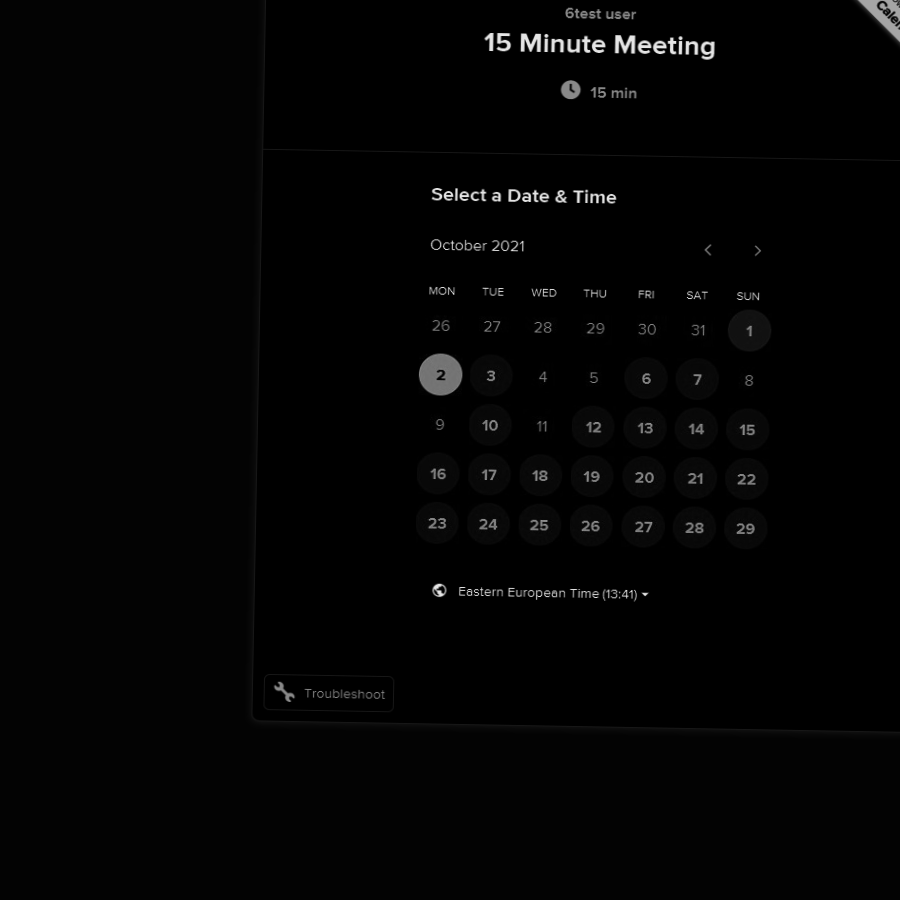 6test user
15 Minute Meeting
15 min
Select a Date & Time
October 2021
MON TUE WED THU FRI SAT SUN
26 27 28 29 30 31 1
2 3 4 5 6 7 8
9 10 11 12 13 14 15
16 17 18 19 20 21 22
23 24 25 26 27 28 29
Eastern European Time (13:41)
Troubleshoot